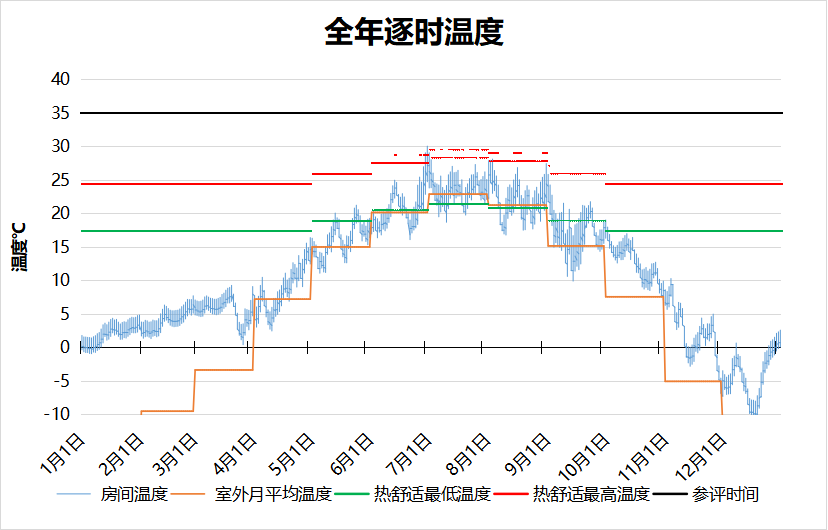 全年逐时温度
40
35
30
25
20
15
10
5
0
-5
-10
温度℃
1月1日
2月1日
3月1日
4月1日
5月1日
6月1日
7月1日
8月1日
9月1日
10月1日
11月1日
12月1日
房间温度 室外月平均温度 热舒适最低温度 热舒适最高温度 参评时间